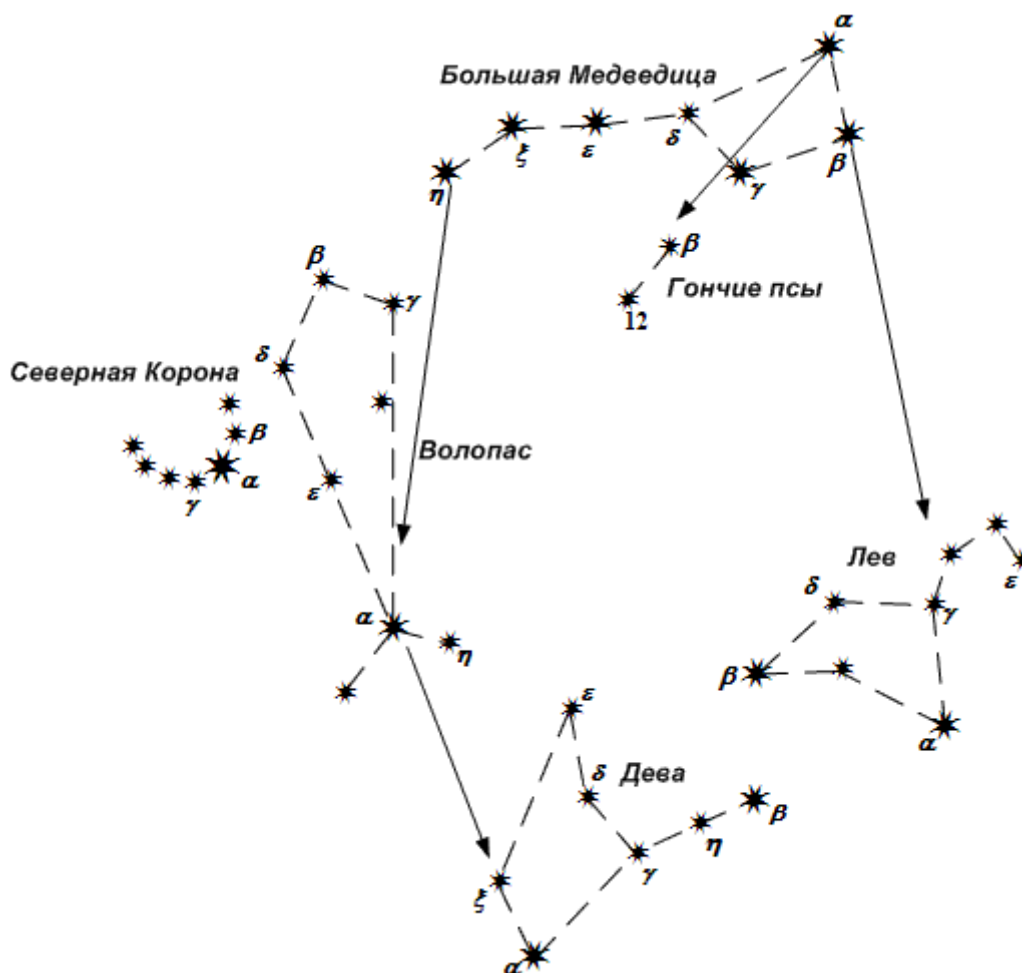 α
Большая Медведица
ξ
ε
δ
β
η
γ
β
β
γ
Гончие псы
12
δ
Северная Корона
β
Волопас
ε
α
γ
Лев
ε
δ
γ
α
η
β
ε
α
δ
Дева
β
η
γ
ξ
α